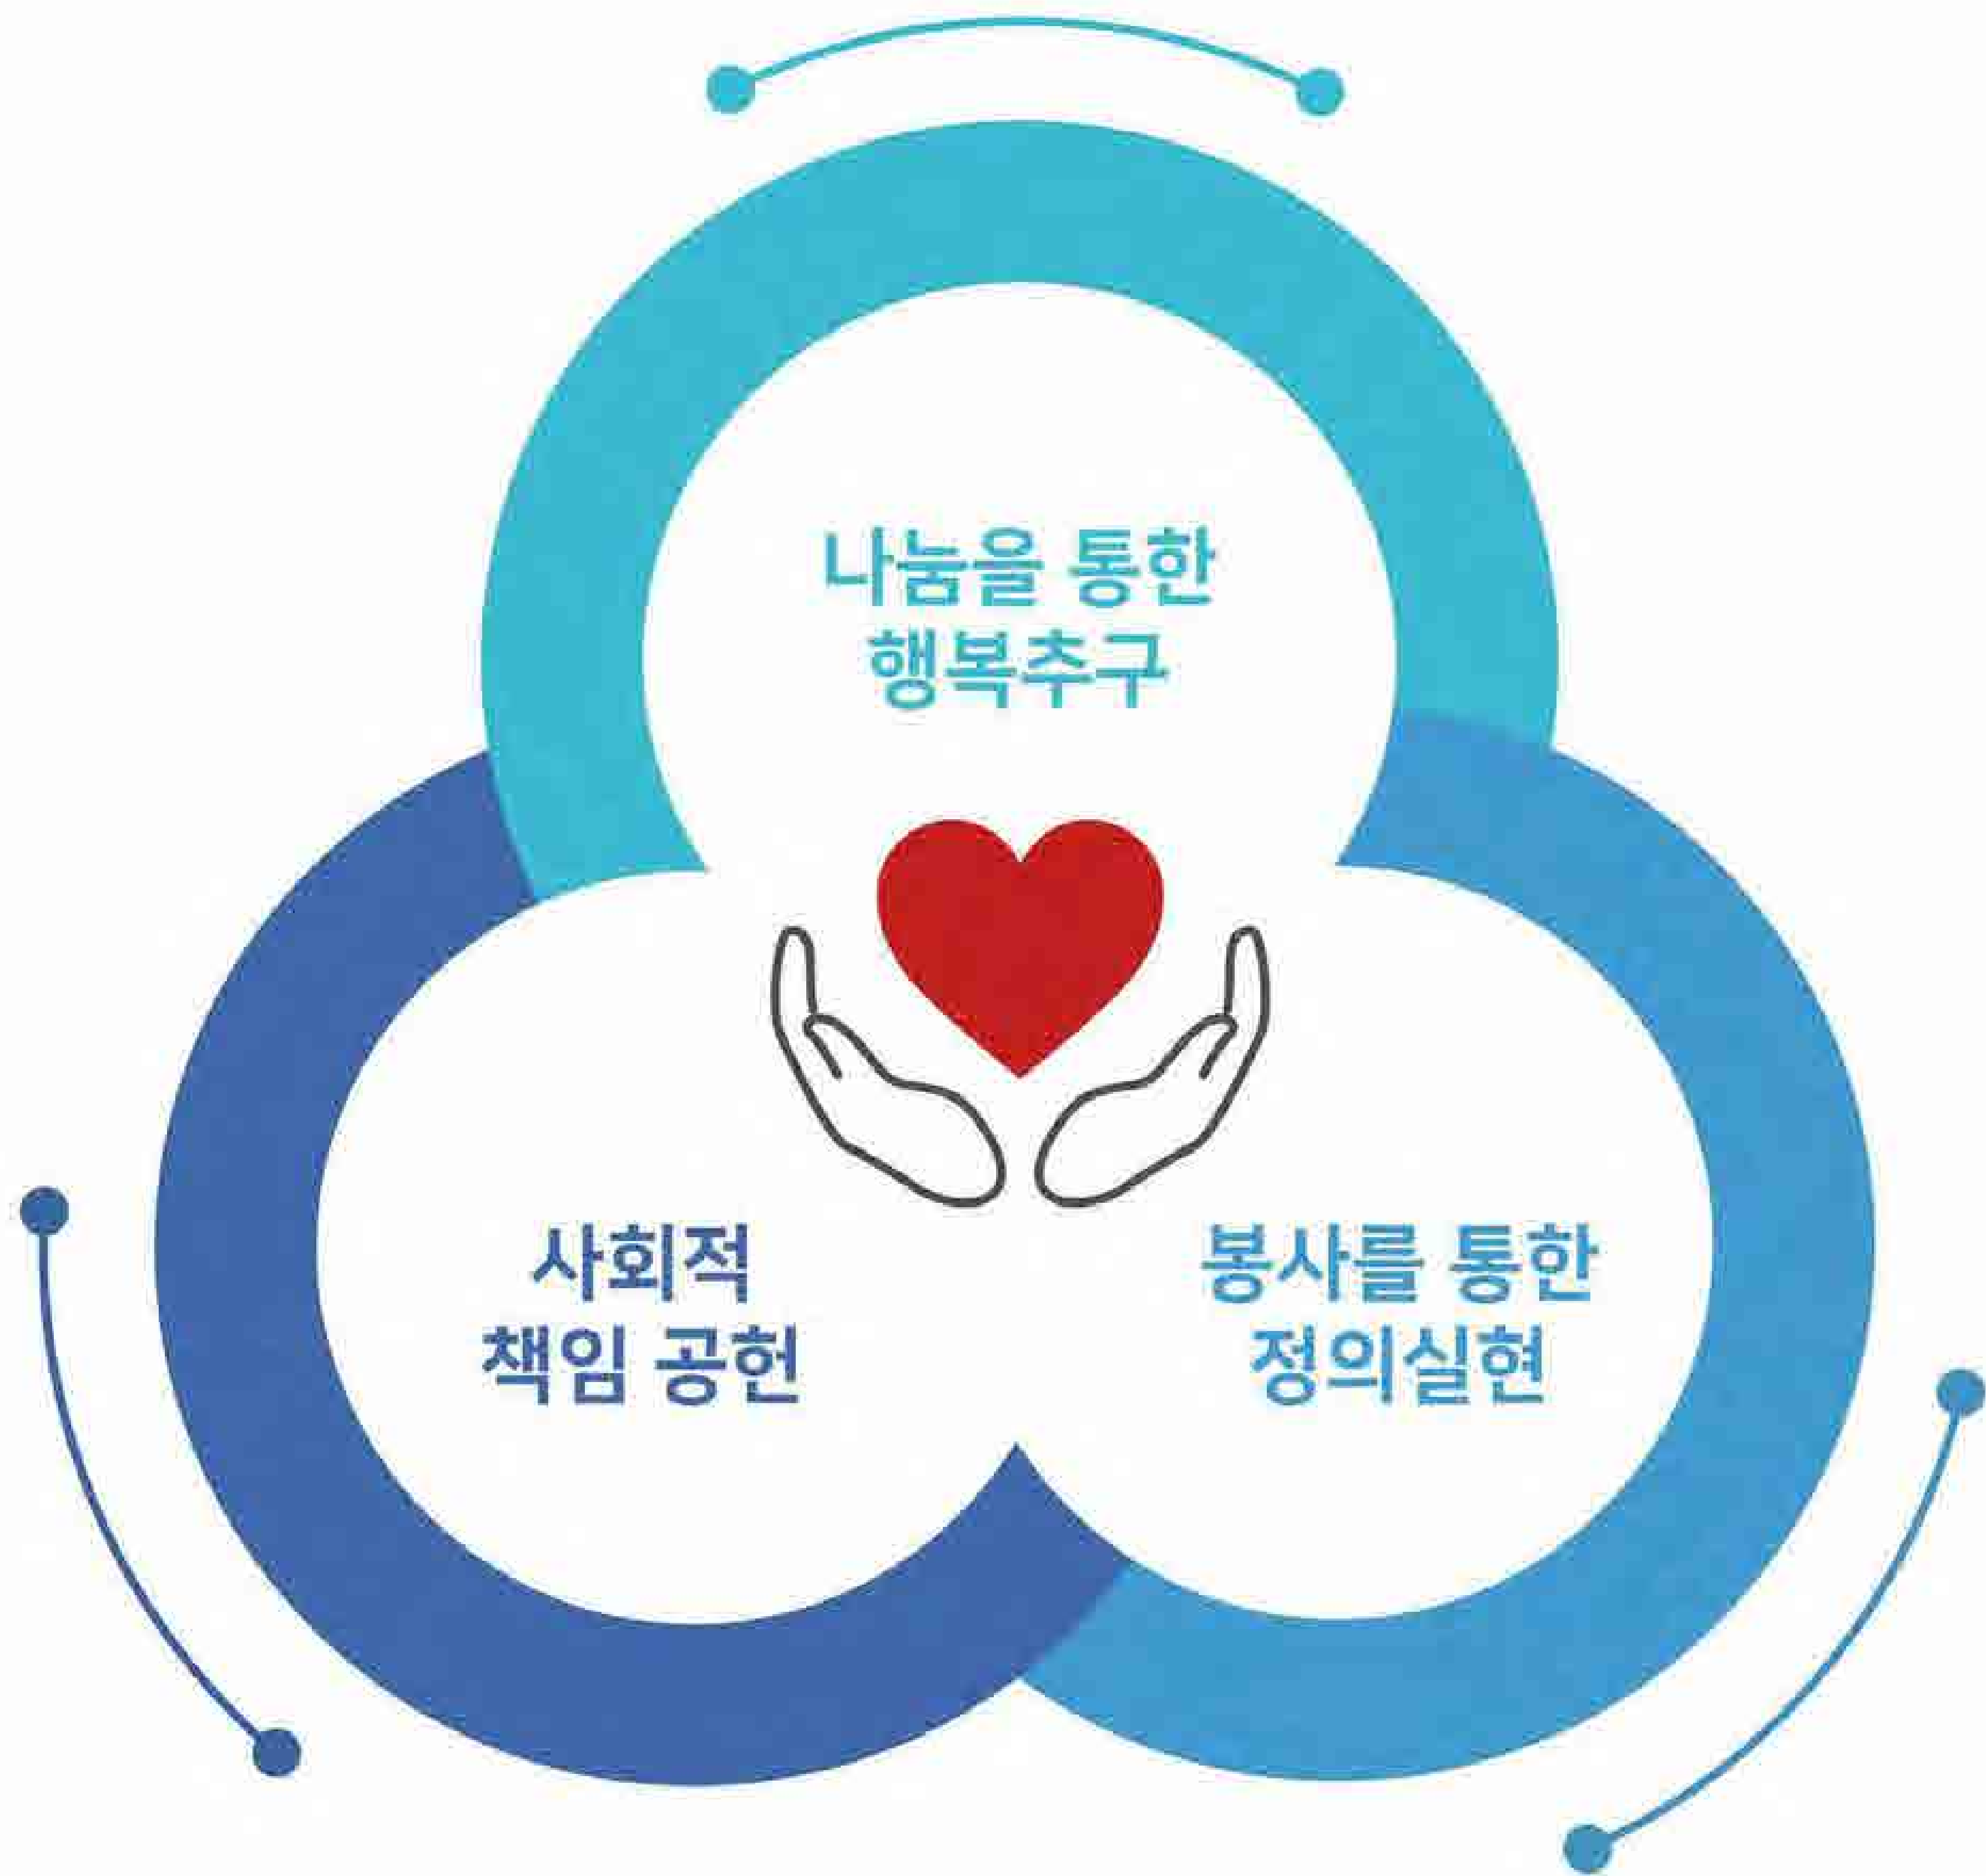 나눔을 통한
행복추구
사회적
책임 공헌
봉사를 통한
정의실현